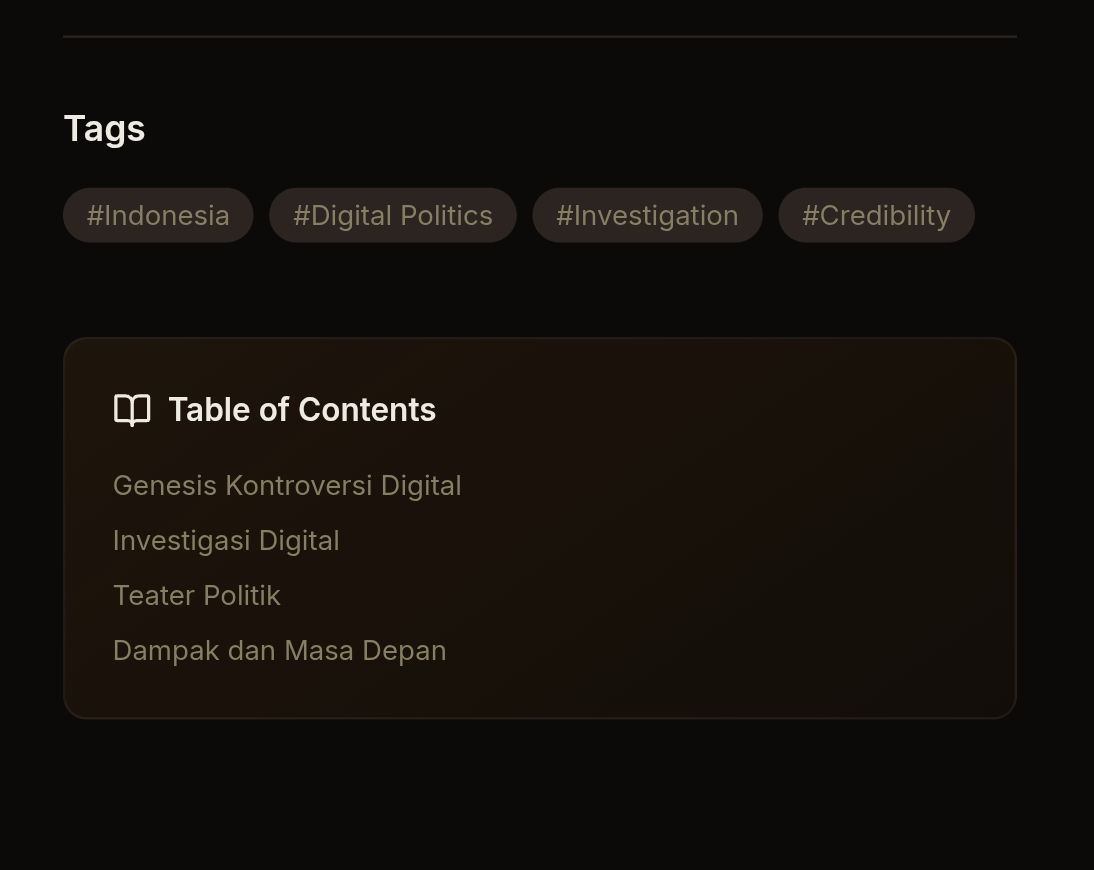 Tags
#Indonesia #Digital Politics #Investigation #Credibility
Table of Contents
Genesis Kontroversi Digital
Investigasi Digital
Teater Politik
Dampak dan Masa Depan